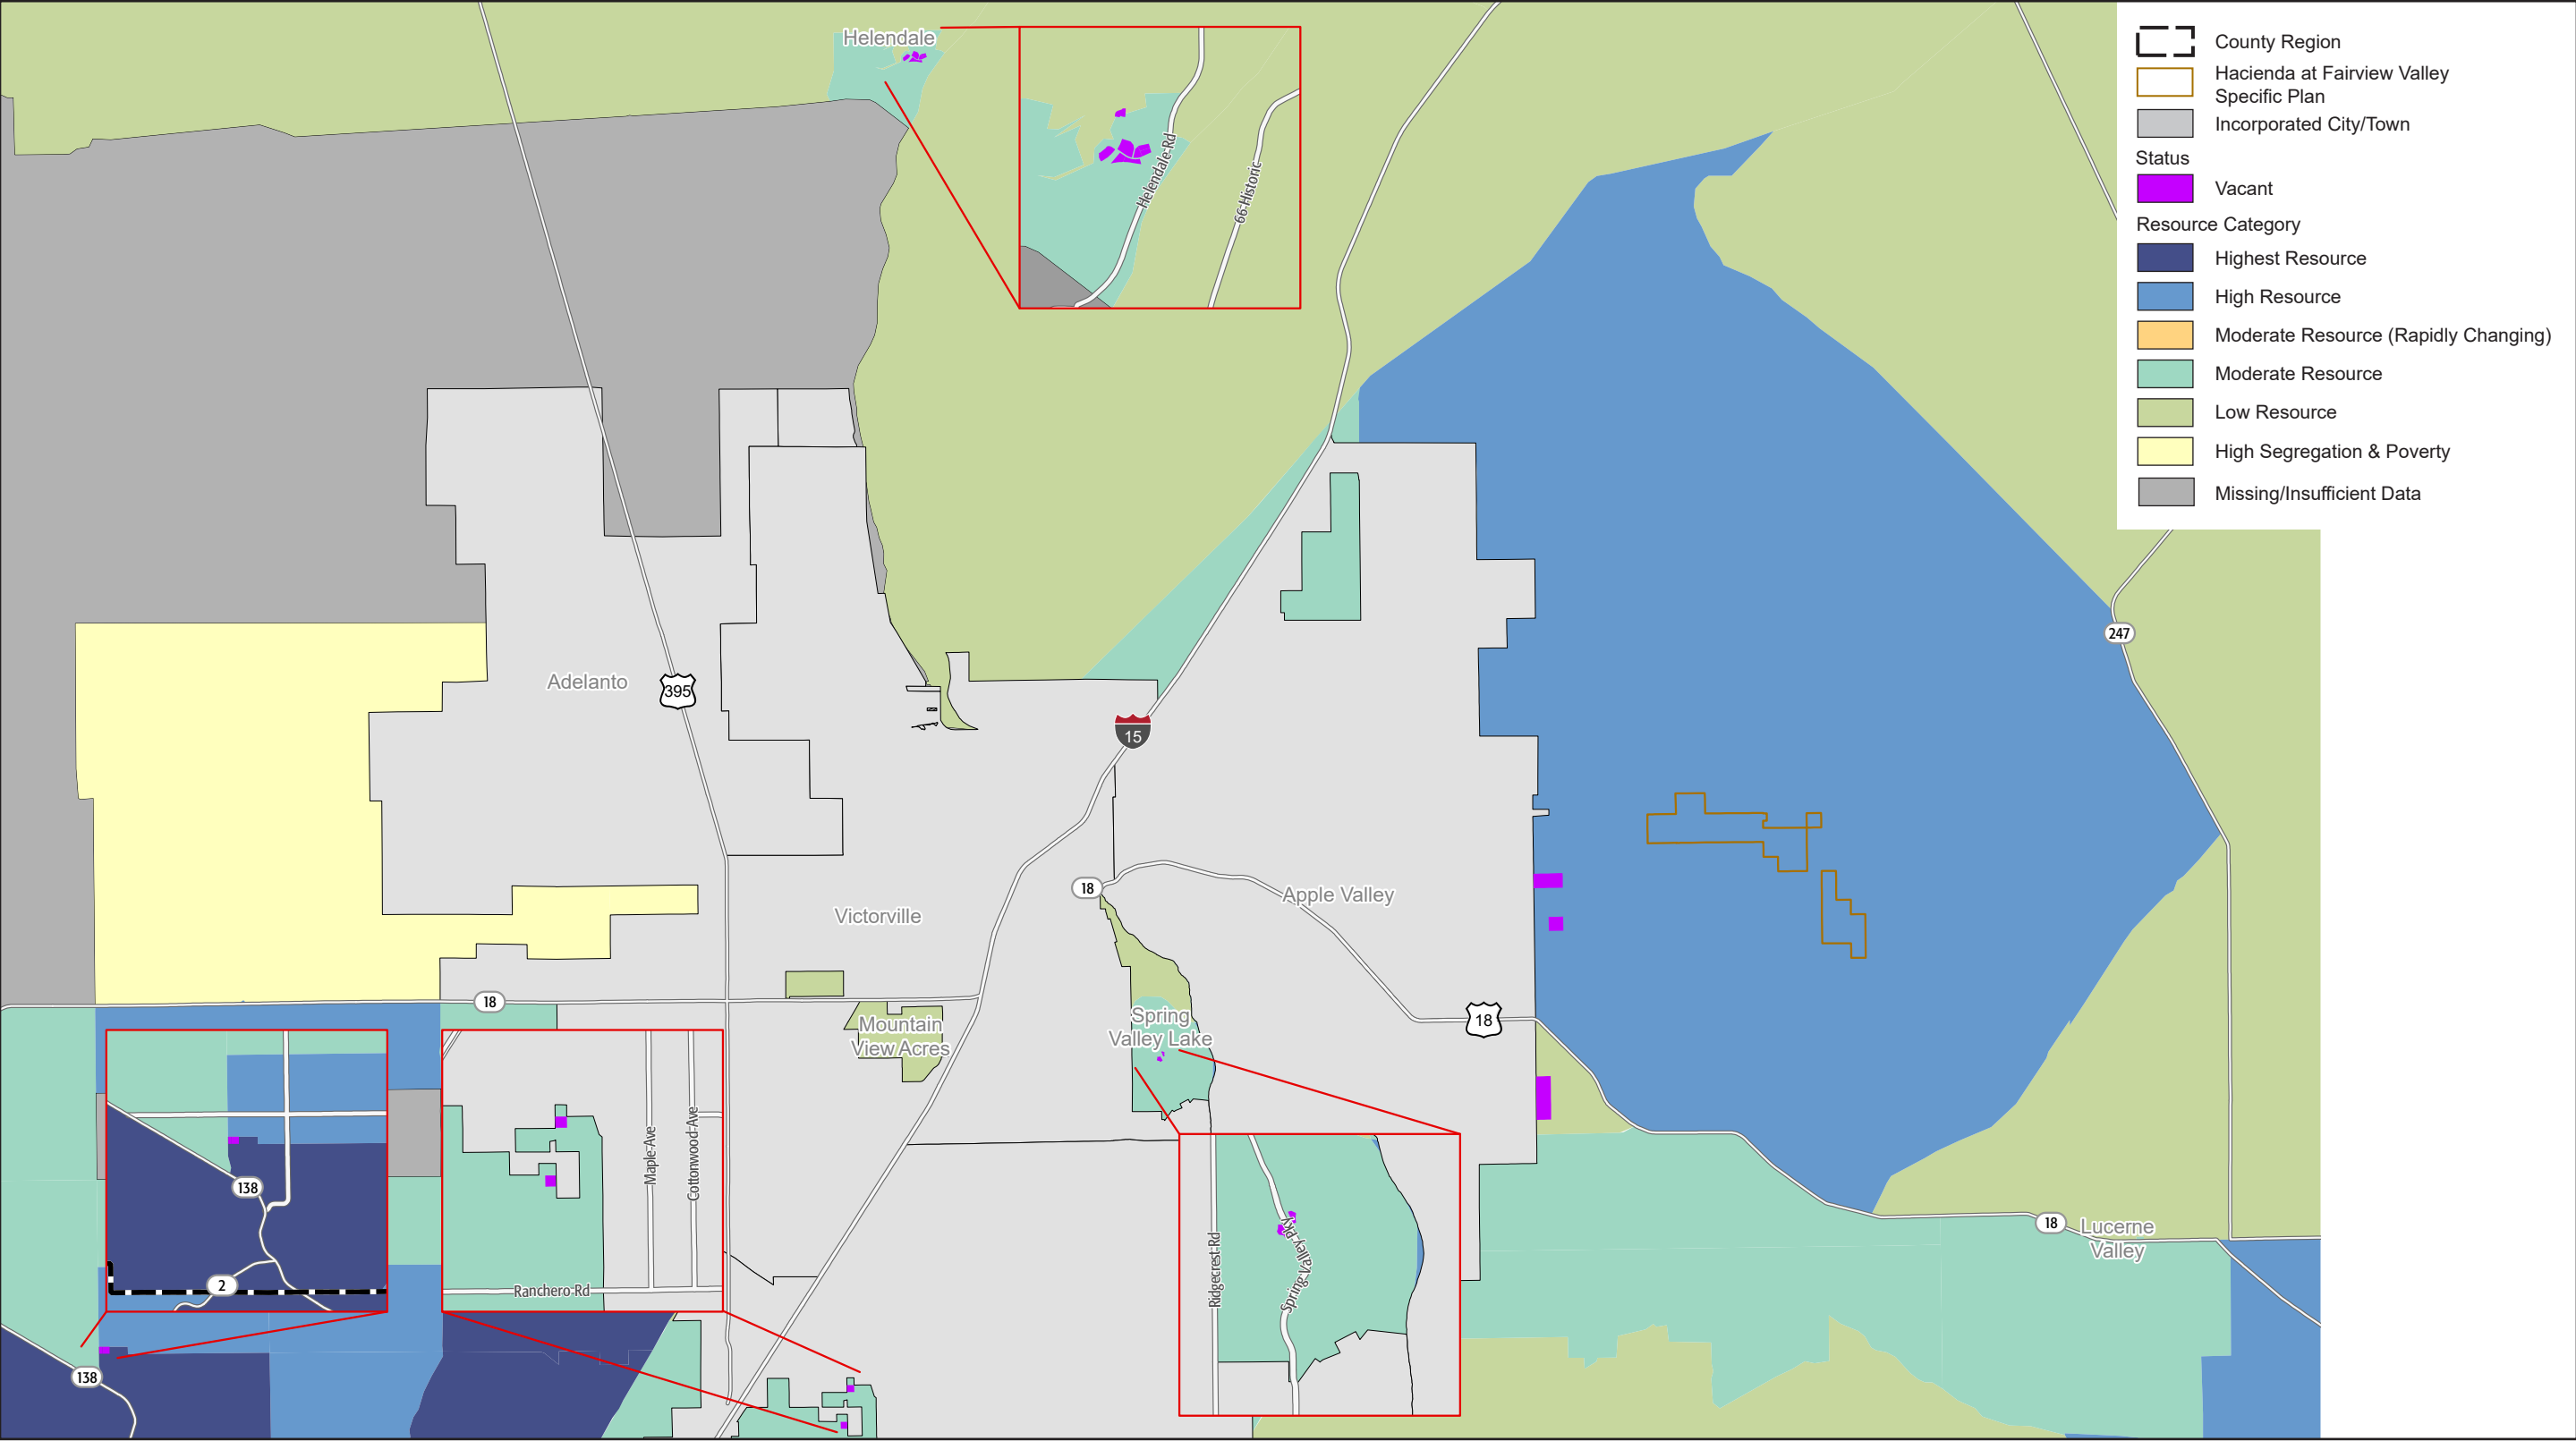 Helendale
Helendale Rd
66 Historic
County Region
Hacienda at Fairview Valley
Specific Plan
Incorporated City/Town
Status
Vacant
Resource Category
Highest Resource
High Resource
Moderate Resource (Rapidly Changing)
Moderate Resource
Low Resource
High Segregation & Poverty
Missing/Insufficient Data
247
Adelanto
395
15
18
Apple Valley
Victorville
18
18
Mountain
View Acres
Spring
Valley Lake
138
2
Maple Ave
Cottonwood Ave
Ranchero Rd
Ridgecrest Rd
Spring Valley Pky
18
Lucerne
Valley
138